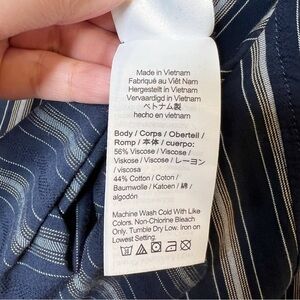 Made in Vietnam
Fabriqué au Viêt Nam
Hergestellt in Vietnam
Vervaardigd in Vietnam
ベトナム製
hecho en vietnam
Body / Corps / Oberteil /
Romp / 本体 / cuerpo:
56% Viscose / Viscose /
Viskose / Viscose / レーヨン
/ viscosa
44% Cotton / Coton /
Baumwolle / Katoen / 綿 /
algodón
Machine Wash Cold With Like
Colors. Non-Chlorine Bleach
Only. Tumble Dry Low. Iron on
Lowest Setting.